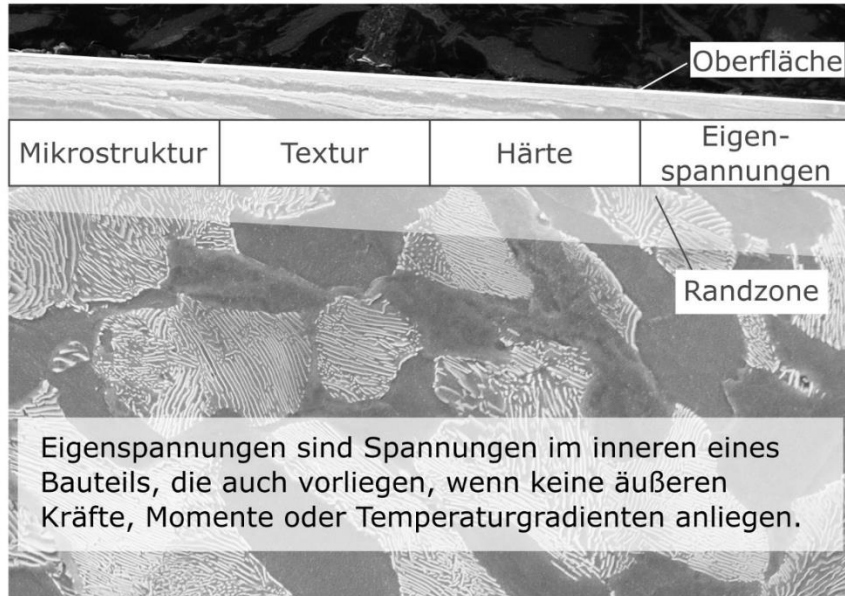 Oberfläche
Mikrostruktur
Textur
Härte
Eigen-
spannungen
Randzone
Eigenspannungen sind Spannungen im inneren eines
Bauteils, die auch vorliegen, wenn keine äußeren
Kräfte, Momente oder Temperaturgradienten anliegen.